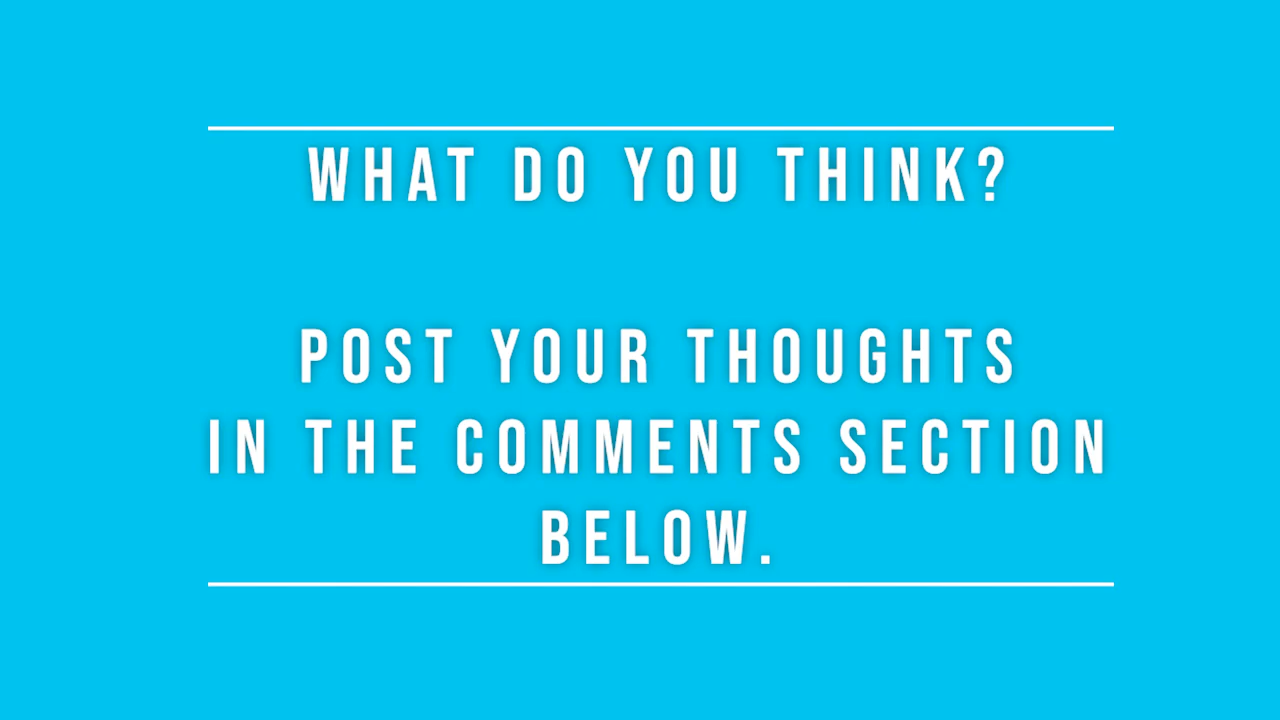 WHAT DO YOU THINK?
POST YOUR THOUGHTS
IN THE COMMENTS SECTION
BELOW.